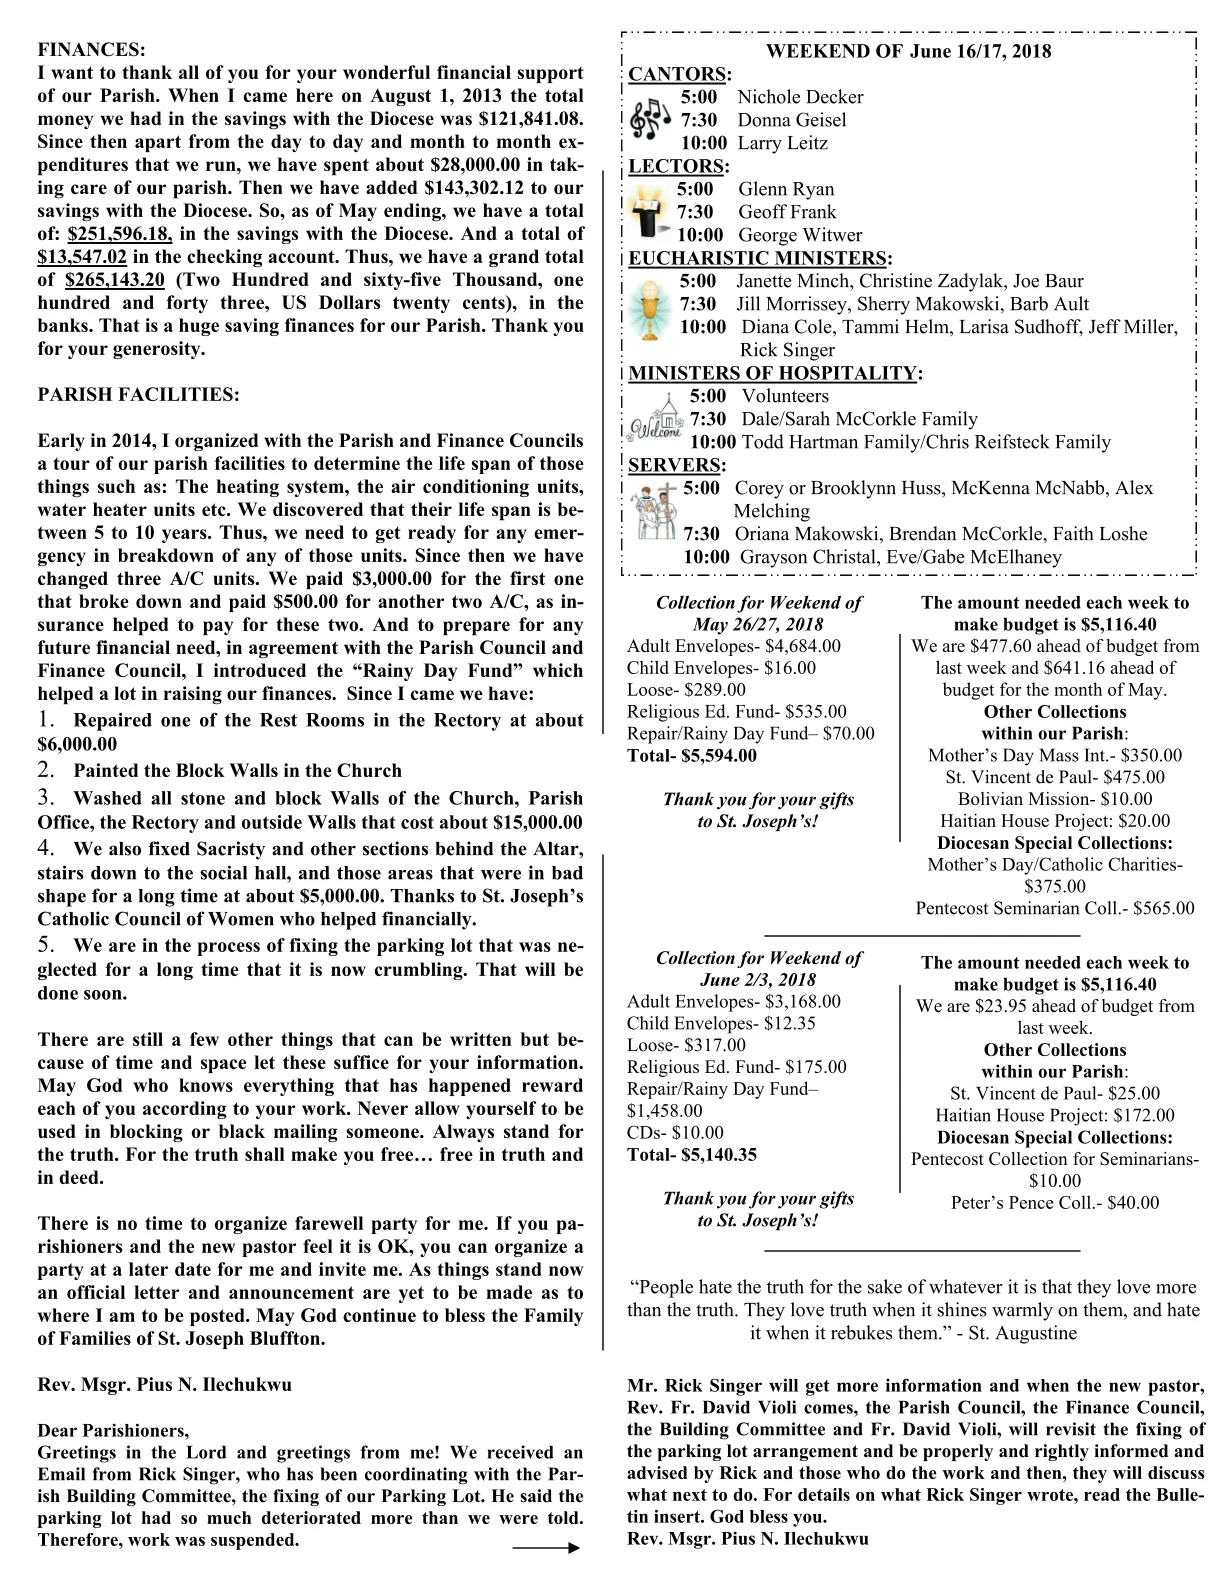 FINANCES:
I want to thank all of you for your wonderful financial support
of our Parish. When I came here on August 1, 2013 the total
money we had in the savings with the Diocese was $121,841.08.
Since then apart from the day to day and month to month ex-
penditures that we run, we have spent about $28,000.00 in tak-
ing care of our parish. Then we have added $143,302.12 to our
savings with the Diocese. So, as of May ending, we have a total
of: $251,596.18, in the savings with the Diocese. And a total of
$13,547.02 in the checking account. Thus, we have a grand total
of $265,143.20 (Two Hundred and sixty-five Thousand, one
hundred and forty three, US Dollars twenty cents), in the
banks. That is a huge saving finances for our Parish. Thank you
for your generosity.
PARISH FACILITIES:
Early in 2014, I organized with the Parish and Finance Councils
a tour of our parish facilities to determine the life span of those
things such as: The heating system, the air conditioning units,
water heater units etc. We discovered that their life span is be-
tween 5 to 10 years. Thus, we need to get ready for any emer-
gency in breakdown of any of those units. Since then we have
changed three A/C units. We paid $3,000.00 for the first one
that broke down and paid $500.00 for another two A/C, as in-
surance helped to pay for these two. And to prepare for any
future financial need, in agreement with the Parish Council and
Finance Council, I introduced the “Rainy Day Fund” which
helped a lot in raising our finances. Since I came we have:
1. Repaired one of the Rest Rooms in the Rectory at about
$6,000.00
2. Painted the Block Walls in the Church
3. Washed all stone and block Walls of the Church, Parish
Office, the Rectory and outside Walls that cost about $15,000.00
4. We also fixed Sacristy and other sections behind the Altar,
stairs down to the social hall, and those areas that were in bad
shape for a long time at about $5,000.00. Thanks to St. Joseph’s
Catholic Council of Women who helped financially.
5. We are in the process of fixing the parking lot that was ne-
glected for a long time that it is now crumbling. That will be
done soon.
There are still a few other things that can be written but be-
cause of time and space let these suffice for your information.
May God who knows everything that has happened reward
each of you according to your work. Never allow yourself to be
used in blocking or black mailing someone. Always stand for
the truth. For the truth shall make you free… free in truth and
in deed.
There is no time to organize farewell party for me. If you pa-
rishioners and the new pastor feel it is OK, you can organize a
party at a later date for me and invite me. As things stand now
an official letter and announcement are yet to be made as to
where I am to be posted. May God continue to bless the Family
of Families of St. Joseph Bluffton.
Rev. Msgr. Pius N. Ilechukwu
Dear Parishioners,
Greetings in the Lord and greetings from me! We received an
Email from Rick Singer, who has been coordinating with the Par-
ish Building Committee, the fixing of our Parking Lot. He said the
parking lot had so much deteriorated more than we were told.
Therefore, work was suspended.
WEEKEND OF June 16/17, 2018
CANTORS:
5:00 Nichole Decker
7:30 Donna Geisel
10:00 Larry Leitz
LECTORS:
5:00 Glenn Ryan
7:30 Geoff Frank
10:00 George Witwer
EUCHARISTIC MINISTERS:
5:00 Janette Minch, Christine Zadylak, Joe Baur
7:30 Jill Morrissey, Sherry Makowski, Barb Ault
10:00 Diana Cole, Tammi Helm, Larisa Sudhoff, Jeff Miller,
Rick Singer
MINISTERS OF HOSPITALITY:
5:00 Volunteers
Welcome
7:30 Dale/Sarah McCorkle Family
10:00 Todd Hartman Family/Chris Reifsteck Family
SERVERS:
5:00 Corey or Brooklynn Huss, McKenna McNabb, Alex
Melching
7:30 Oriana Makowski, Brendan McCorkle, Faith Loshe
10:00 Grayson Christal, Eve/Gabe McElhaney
Collection for Weekend of
May 26/27, 2018
Adult Envelopes- $4,684.00
Child Envelopes- $16.00
Loose- $289.00
Religious Ed. Fund- $535.00
Repair/Rainy Day Fund– $70.00
Total- $5,594.00
Thank you for your gifts
to St. Joseph’s!
The amount needed each week to
make budget is $5,116.40
We are $477.60 ahead of budget from
last week and $641.16 ahead of
budget for the month of May.
Other Collections
within our Parish:
Mother’s Day Mass Int.- $350.00
St. Vincent de Paul- $475.00
Bolivian Mission- $10.00
Haitian House Project: $20.00
Diocesan Special Collections:
Mother’s Day/Catholic Charities-
$375.00
Pentecost Seminarian Coll.- $565.00
Collection for Weekend of
June 2/3, 2018
Adult Envelopes- $3,168.00
Child Envelopes- $12.35
Loose- $317.00
Religious Ed. Fund- $175.00
Repair/Rainy Day Fund–
$1,458.00
CDs- $10.00
Total- $5,140.35
Thank you for your gifts
to St. Joseph’s!
The amount needed each week to
make budget is $5,116.40
We are $23.95 ahead of budget from
last week.
Other Collections
within our Parish:
St. Vincent de Paul- $25.00
Haitian House Project: $172.00
Diocesan Special Collections:
Pentecost Collection for Seminarians-
$10.00
Peter’s Pence Coll.- $40.00
“People hate the truth for the sake of whatever it is that they love more
than the truth. They love truth when it shines warmly on them, and hate
it when it rebukes them.” - St. Augustine
Mr. Rick Singer will get more information and when the new pastor,
Rev. Fr. David Violi comes, the Parish Council, the Finance Council,
the Building Committee and Fr. David Violi, will revisit the fixing of
the parking lot arrangement and be properly and rightly informed and
advised by Rick and those who do the work and then, they will discuss
what next to do. For details on what Rick Singer wrote, read the Bulle-
tin insert. God bless you.
Rev. Msgr. Pius N. Ilechukwu